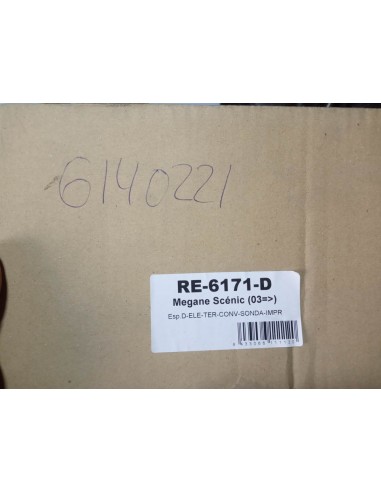 6140221
RE-6171-D
Megane Scénic (03=>)
Esp.D-ELE-TER-CONV-SONDA-IMPR